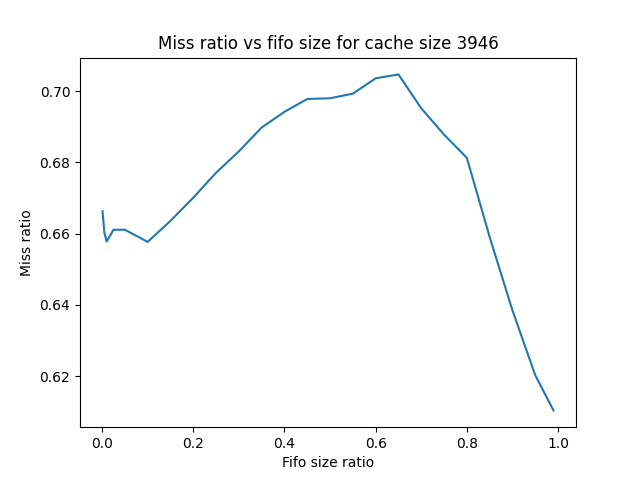 Miss ratio vs fifo size for cache size 3946
Miss ratio
0.70
0.68
0.66
0.64
0.62
0.0 0.2 0.4 0.6 0.8 1.0
Fifo size ratio